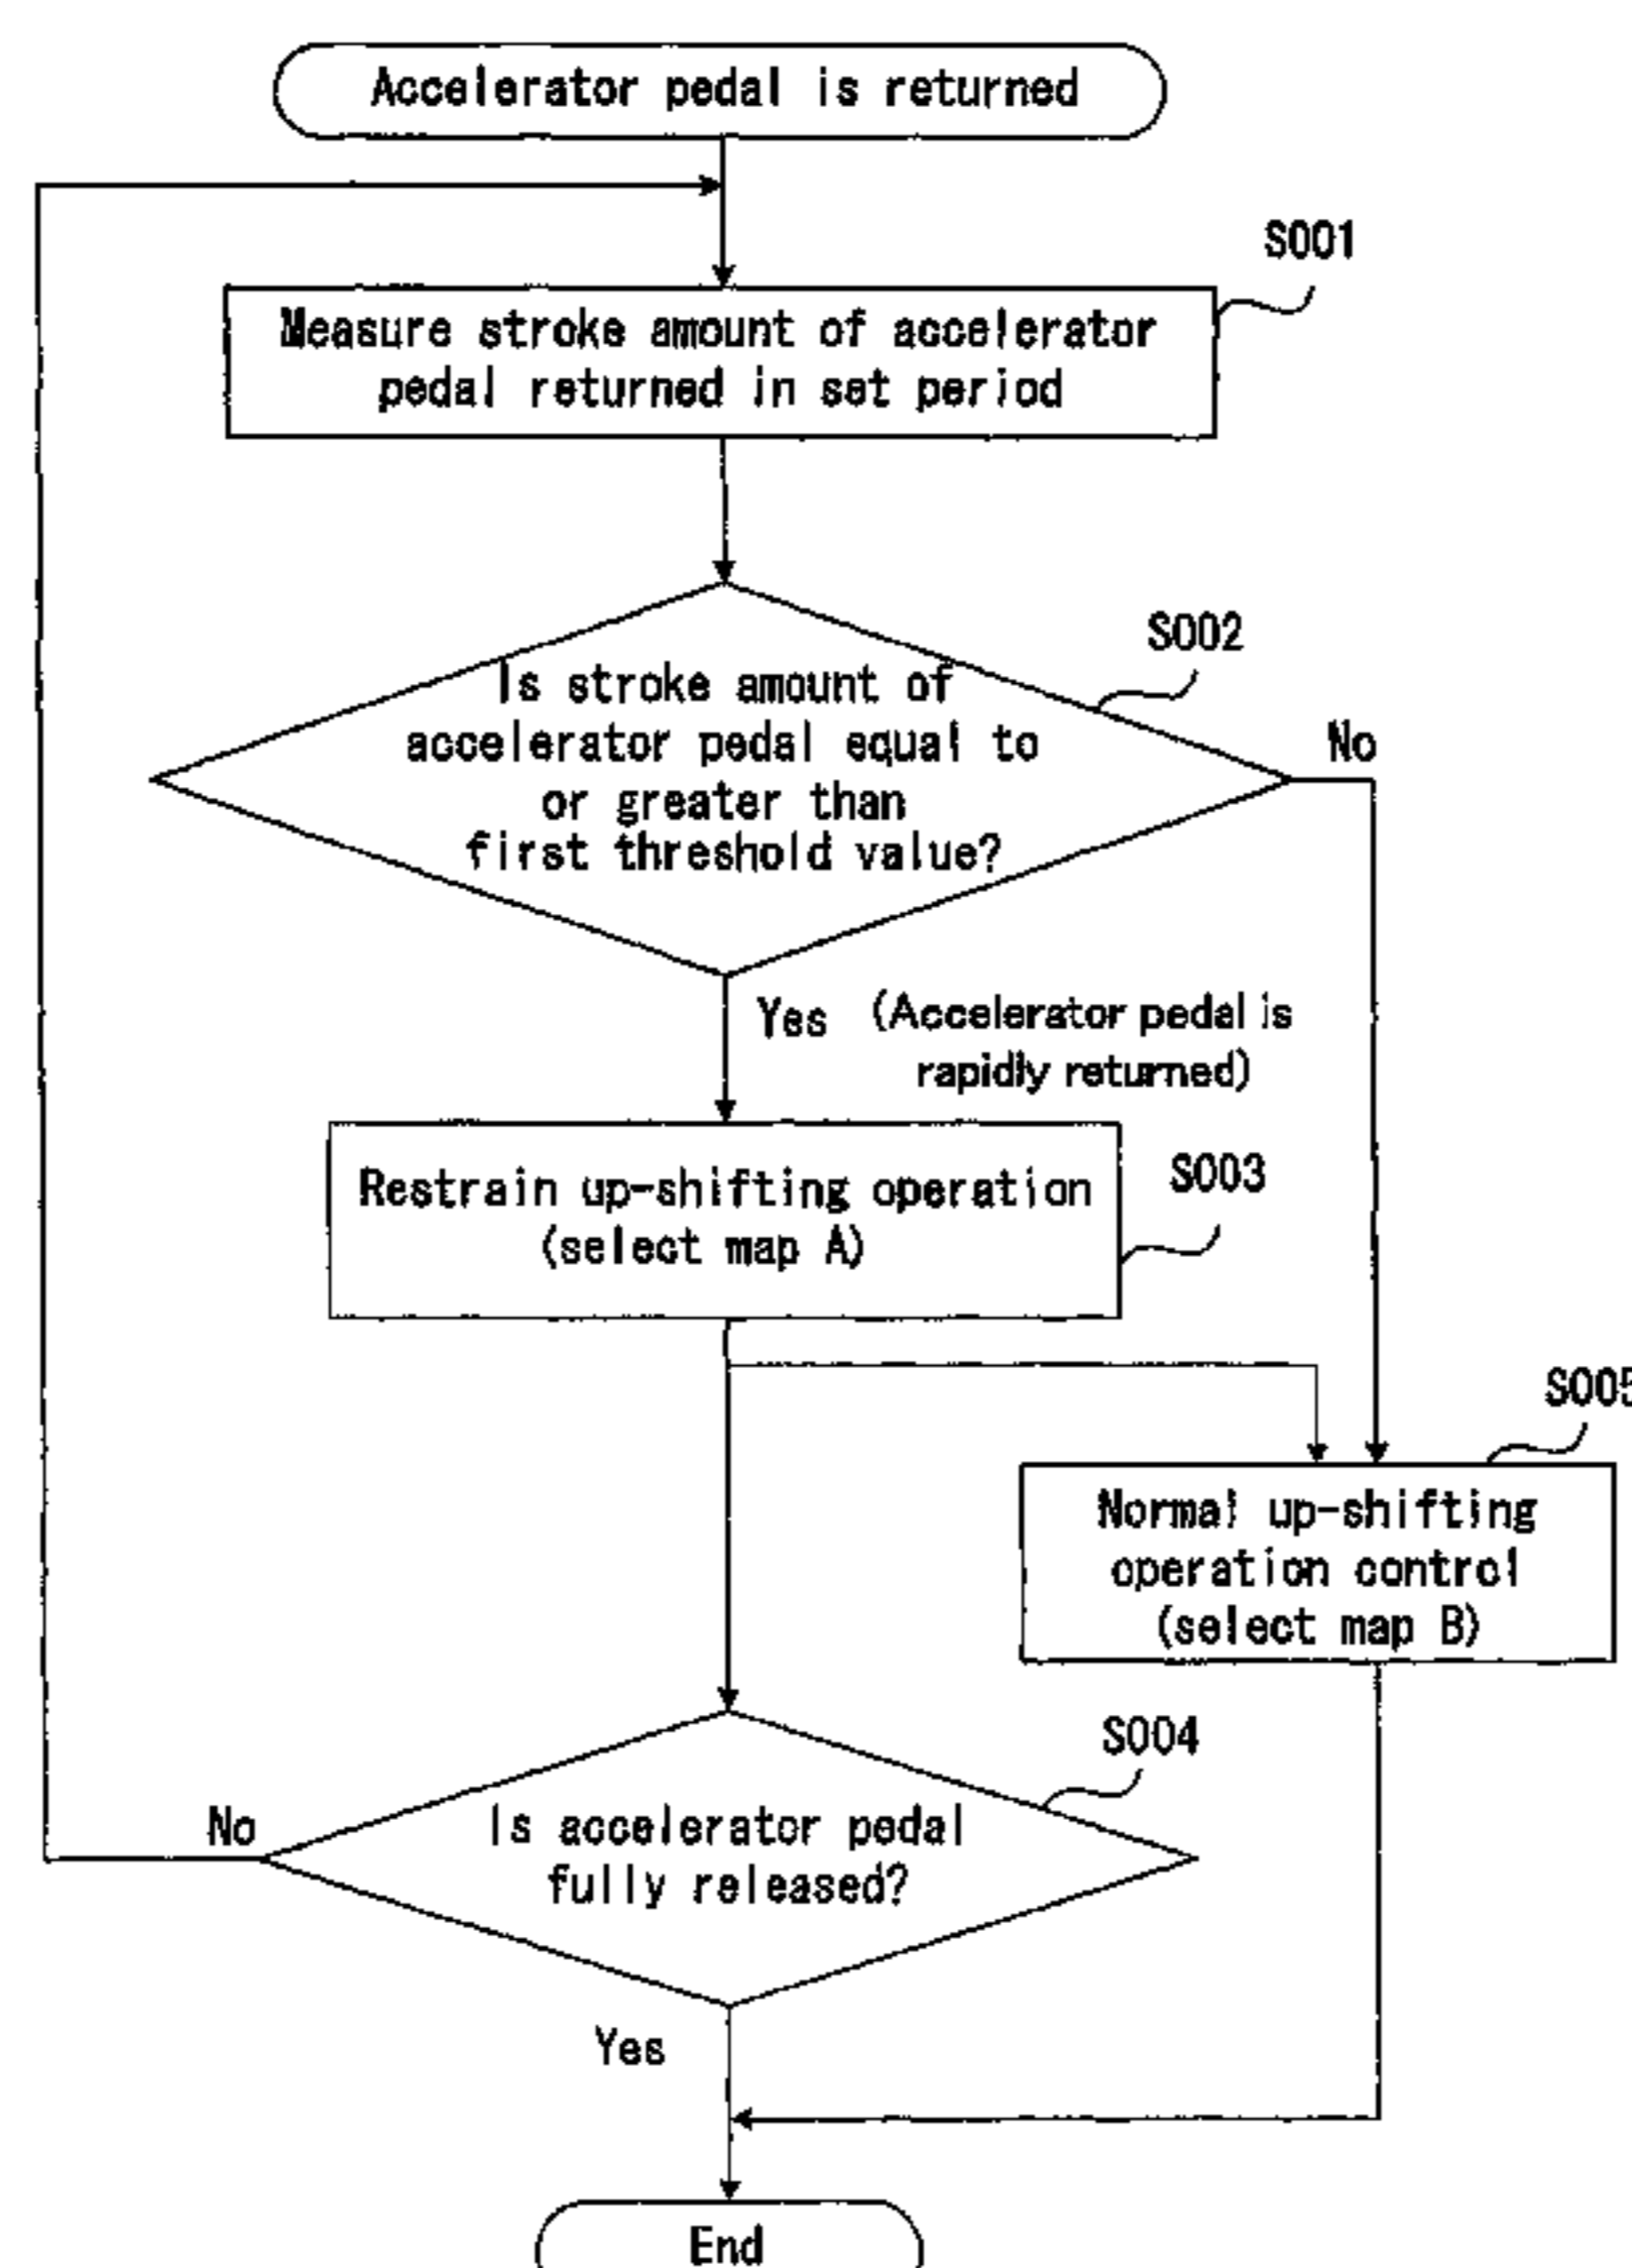 Accelerator pedal is returned
S001
Measure stroke amount of accelerator
pedal returned in set period
S002
Is stroke amount of
accelerator pedal equal to
or greater than
first threshold value?
No
Yes (Accelerator pedal is
rapidly returned)
S003
Restrain up-shifting operation
(select map A)
S005
Normal up-shifting
operation control
(select map B)
S004
Is accelerator pedal
fully released?
No
Yes
End